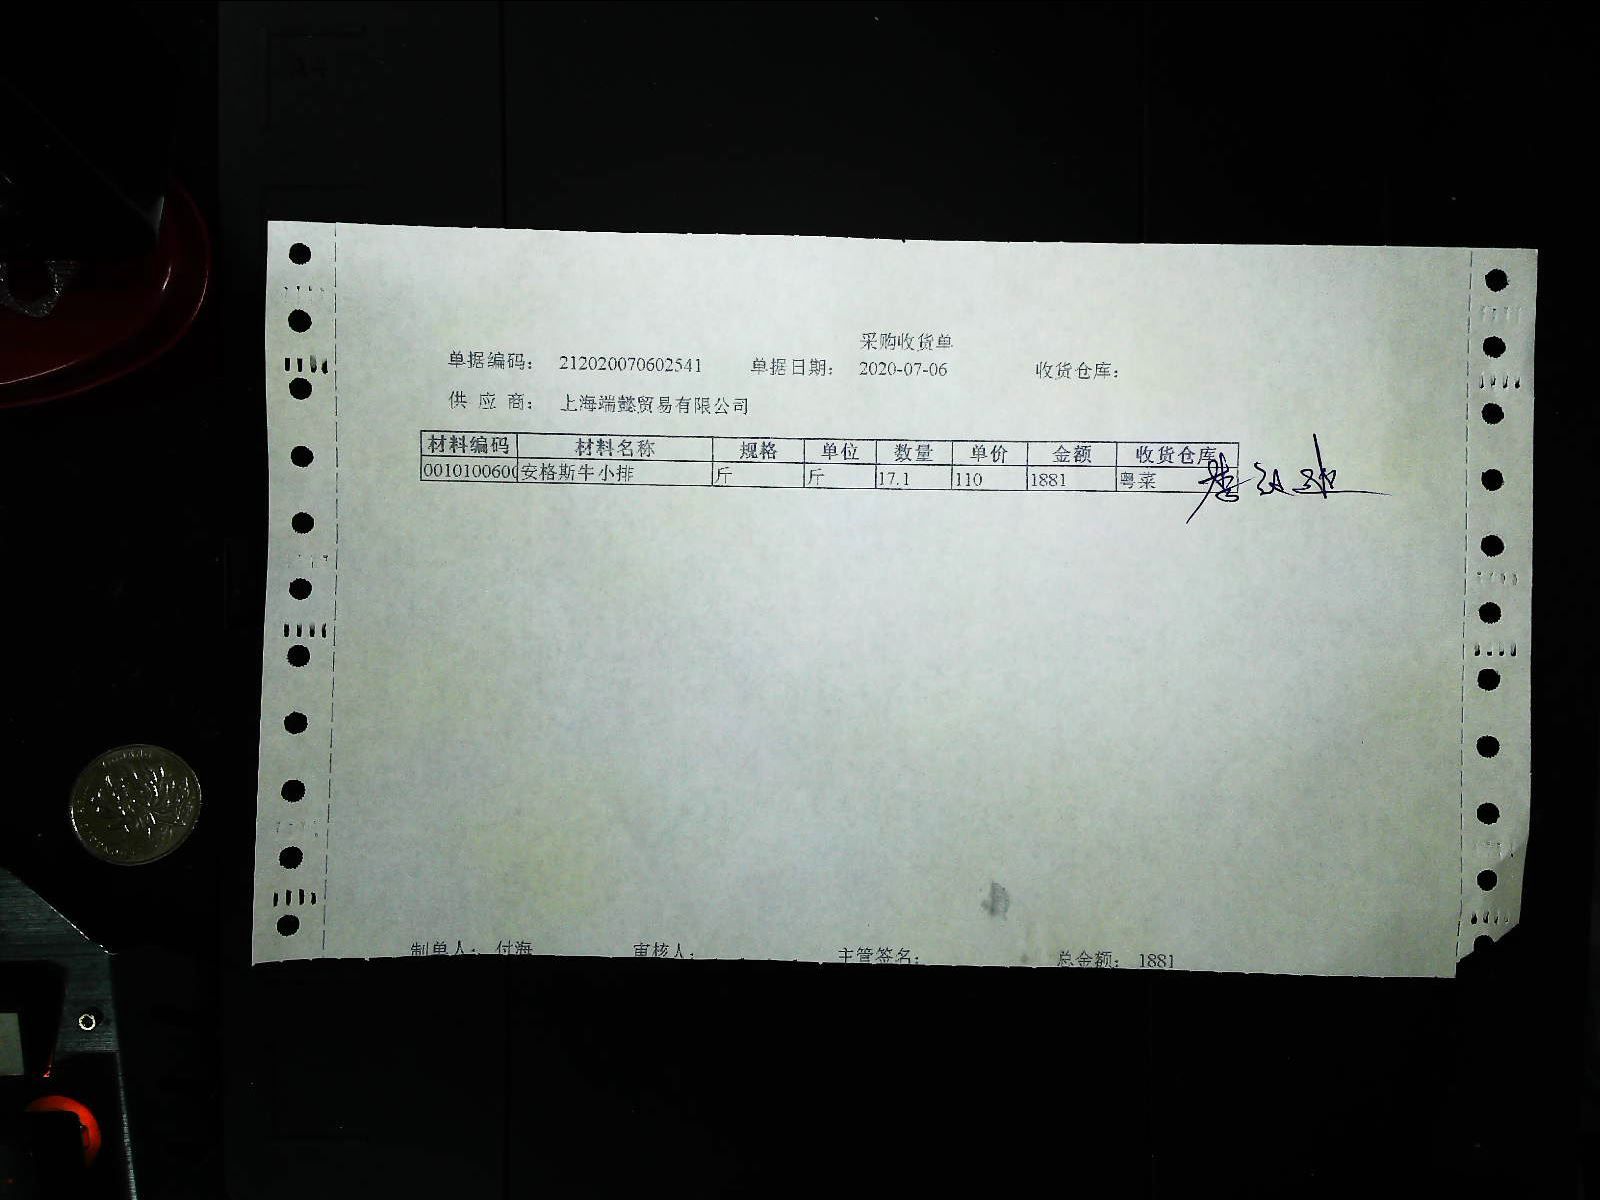 采购收货单
单据编码： 212020070602541 单据日期： 2020-07-06 收货仓库：
供 应 商： 上海端懿贸易有限公司
材料编码 材料名称 规格 单位 数量 单价 金额 收货仓库
001010060 安格斯牛小排 斤 斤 17.1 110 1881 粤菜
制单人： 付海 审核人： 主管签名： 总金额： 1881